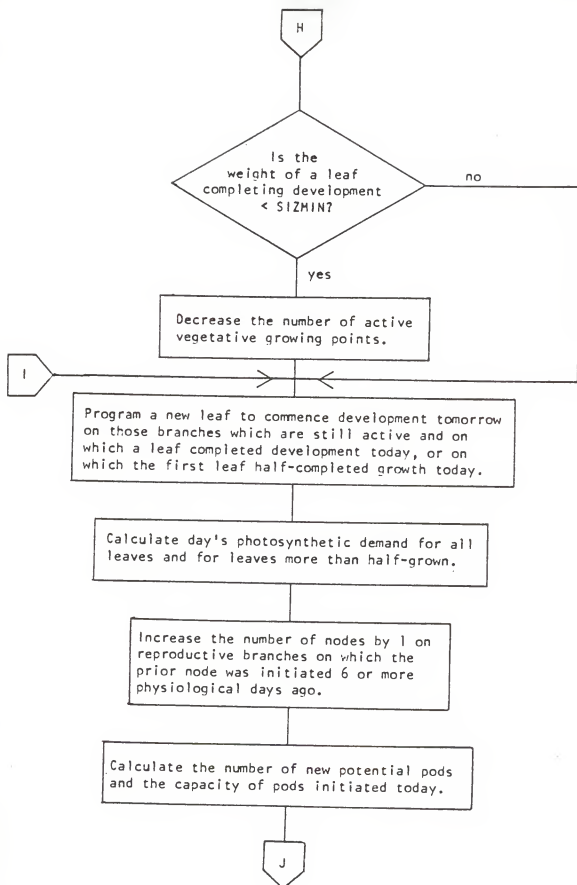 H
Is the
weight of a leaf
completing development
< SIZMIN?
no
yes
Decrease the number of active
vegetative growing points.
I
Program a new leaf to commence development tomorrow
on those branches which are still active and on
which a leaf completed development today, or on
which the first leaf half-completed growth today.
Calculate day's photosynthetic demand for all
leaves and for leaves more than half-grown.
Increase the number of nodes by 1 on
reproductive branches on which the
prior node was initiated 6 or more
physiological days ago.
Calculate the number of new potential pods
and the capacity of pods initiated today.
J